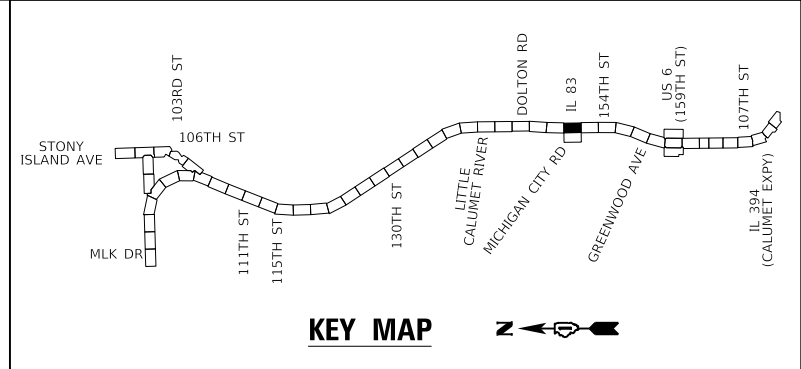 STONY
ISLAND AVE
103RD ST
106TH ST
MLK DR
111TH ST
115TH ST
130TH ST
LITTLE
CALUMET RIVER
DOLTON RD
MICHIGAN CITY RD
IL 83
154TH ST
GREENWOOD AVE
US 6
(159TH ST)
107TH ST
IL 394
(CALUMET EXPY)
KEY MAP
N